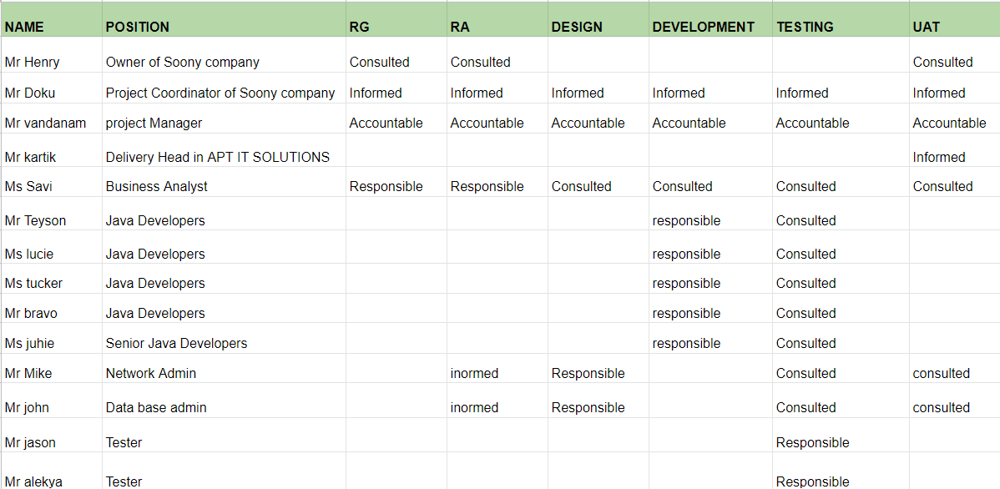 NAME POSITION RG RA DESIGN DEVELOPMENT TESTING UAT
Mr Henry Owner of Soony company Consulted Consulted Consulted
Mr Doku Project Coordinator of Soony company Informed Informed Informed Informed Informed Informed
Mr vandanam project Manager Accountable Accountable Accountable Accountable Accountable Accountable
Mr kartik Delivery Head in APT IT SOLUTIONS Informed
Ms Savi Business Analyst Responsible Responsible Consulted Consulted Consulted Consulted
Mr Teyson Java Developers responsible Consulted
Ms lucie Java Developers responsible Consulted
Ms tucker Java Developers responsible Consulted
Mr bravo Java Developers responsible Consulted
Ms juhie Senior Java Developers responsible Consulted
Mr Mike Network Admin inormed Responsible Consulted consulted
Mr john Data base admin inormed Responsible Consulted consulted
Mr jason Tester Responsible
Mr alekya Tester Responsible